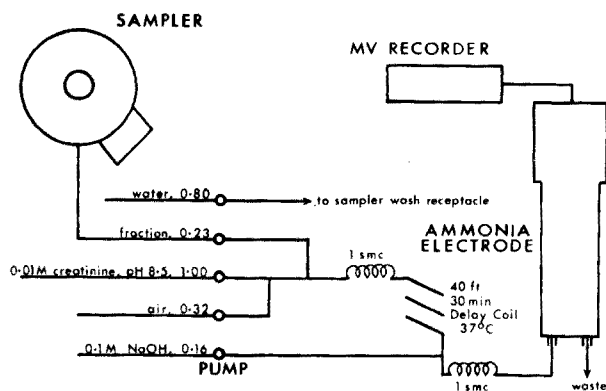 SAMPLER
MV RECORDER
water, 0·80
to sampler wash receptacle
fraction, 0·23
AMMONIA
ELECTRODE
1 smc
0·01M creatinine, pH 8·5, 1·00
40 ft
30 min
Delay Coil
37°C
air, 0·32
0·1M NaOH, 0·16
PUMP
1 smc
waste